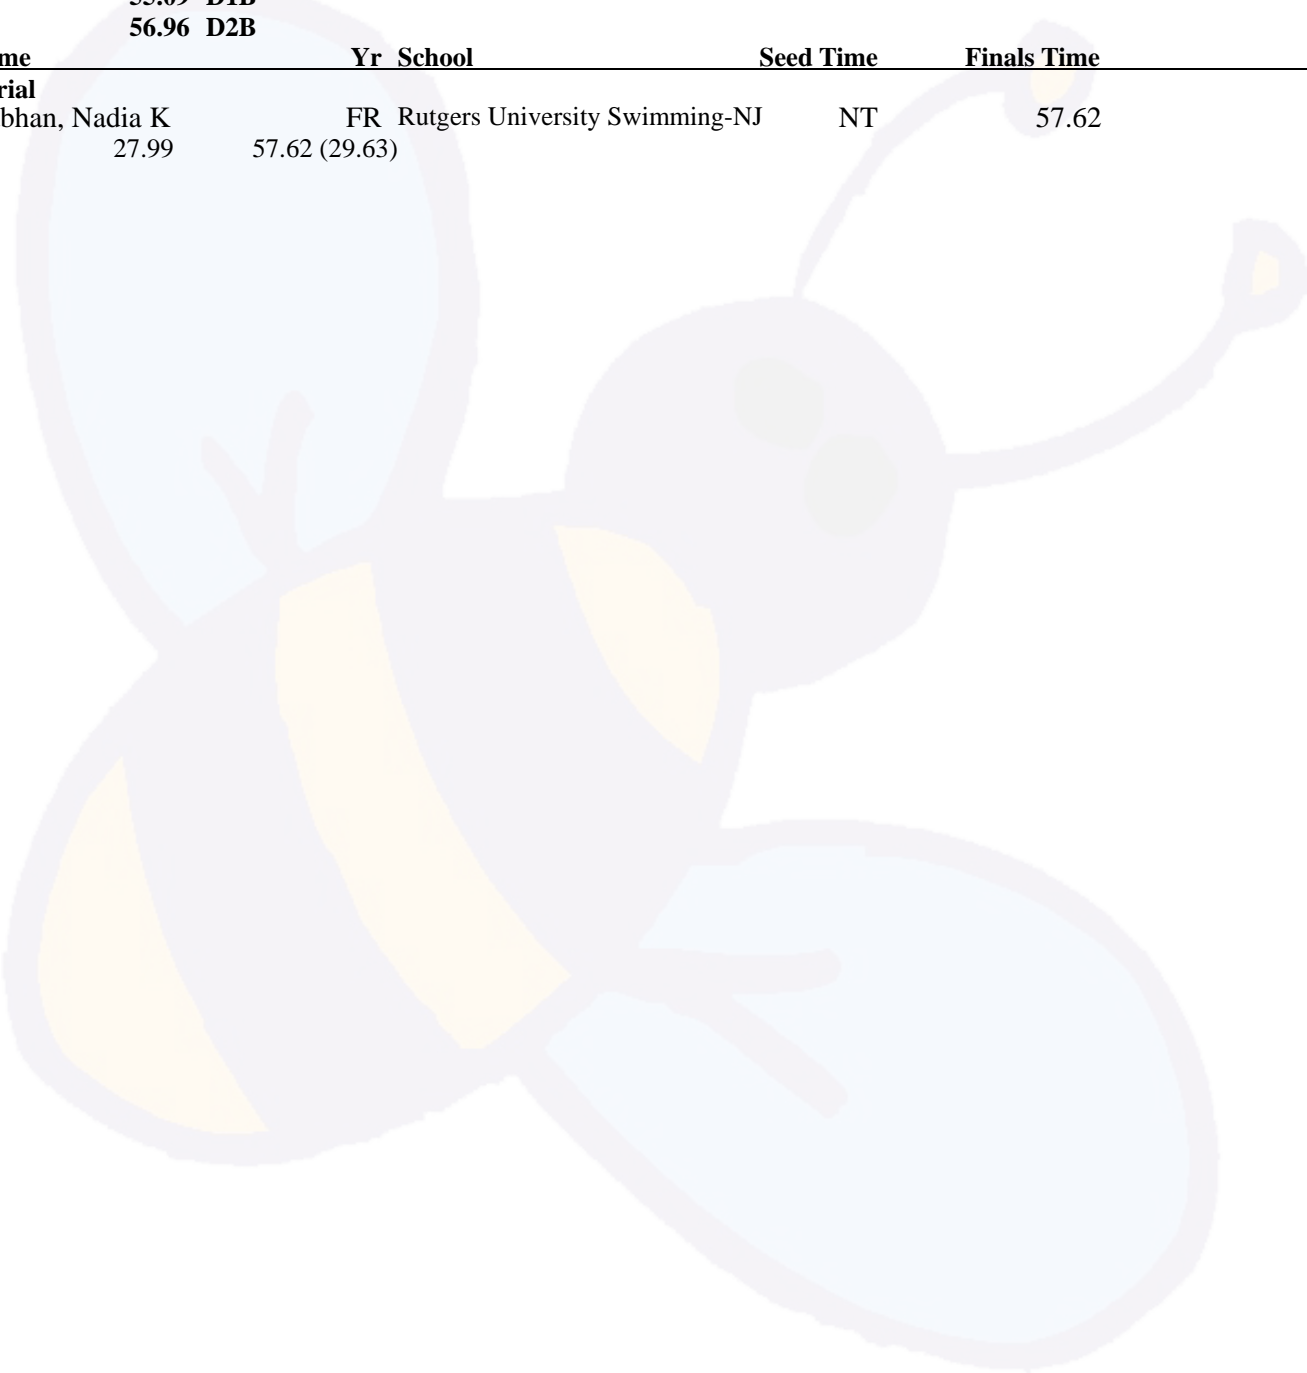 56.96 D2B
me Yr School Seed Time Finals Time
rial
bhan, Nadia K FR Rutgers University Swimming-NJ NT 57.62
27.99 57.62 (29.63)